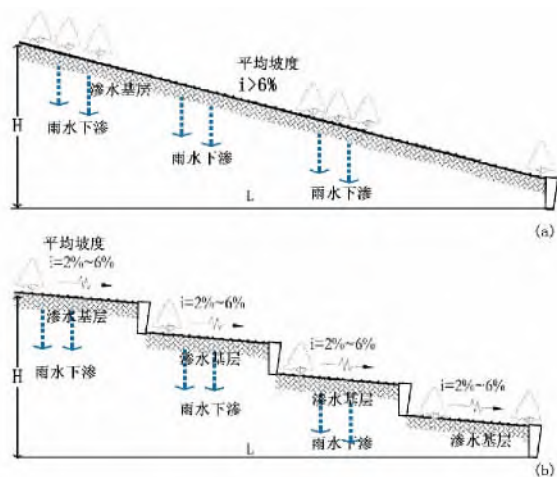 平均坡度
i>6%
渗水基层
H
雨水下渗
雨水下渗
雨水下渗
L
(a)
平均坡度
i=2%~6%
i=2%~6%
渗水基层
i=2%~6%
渗水基层
H
雨水下渗
i=2%~6%
渗水基层
雨水下渗
雨水下渗
渗水基层
L
(b)